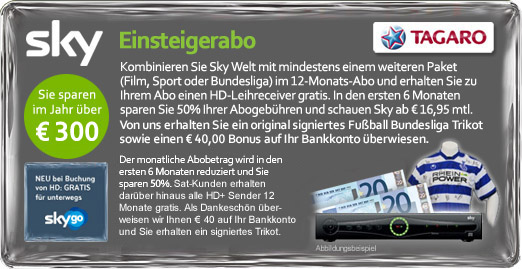 sky
Einsteigerabo
TAGARO
Kombinieren Sie Sky Welt mit mindestens einem weiteren Paket
(Film, Sport oder Bundesliga) im 12-Monats-Abo und erhalten Sie zu
Ihrem Abo einen HD-Leihreceiver gratis. In den ersten 6 Monaten
sparen Sie 50% Ihrer Abogebühren und schauen Sky ab € 16,95 mtl.
Von uns erhalten Sie ein original signiertes Fußball Bundesliga Trikot
sowie einen € 40,00 Bonus auf Ihr Bankkonto überwiesen.
Sie sparen
im Jahr über
€ 300
Der monatliche Abobetrag wird in den
ersten 6 Monaten reduziert und Sie
sparen 50%. Sat-Kunden erhalten
darüber hinaus alle HD+ Sender 12
Monate gratis. Als Dankeschön über-
weisen wir Ihnen € 40 auf Ihr Bankkonto
und Sie erhalten ein signiertes Trikot.
NEU bei Buchung
von HD: GRATIS
für unterwegs
sky go
20
20
RHEIN
POWER
Abbildungsbeispiel